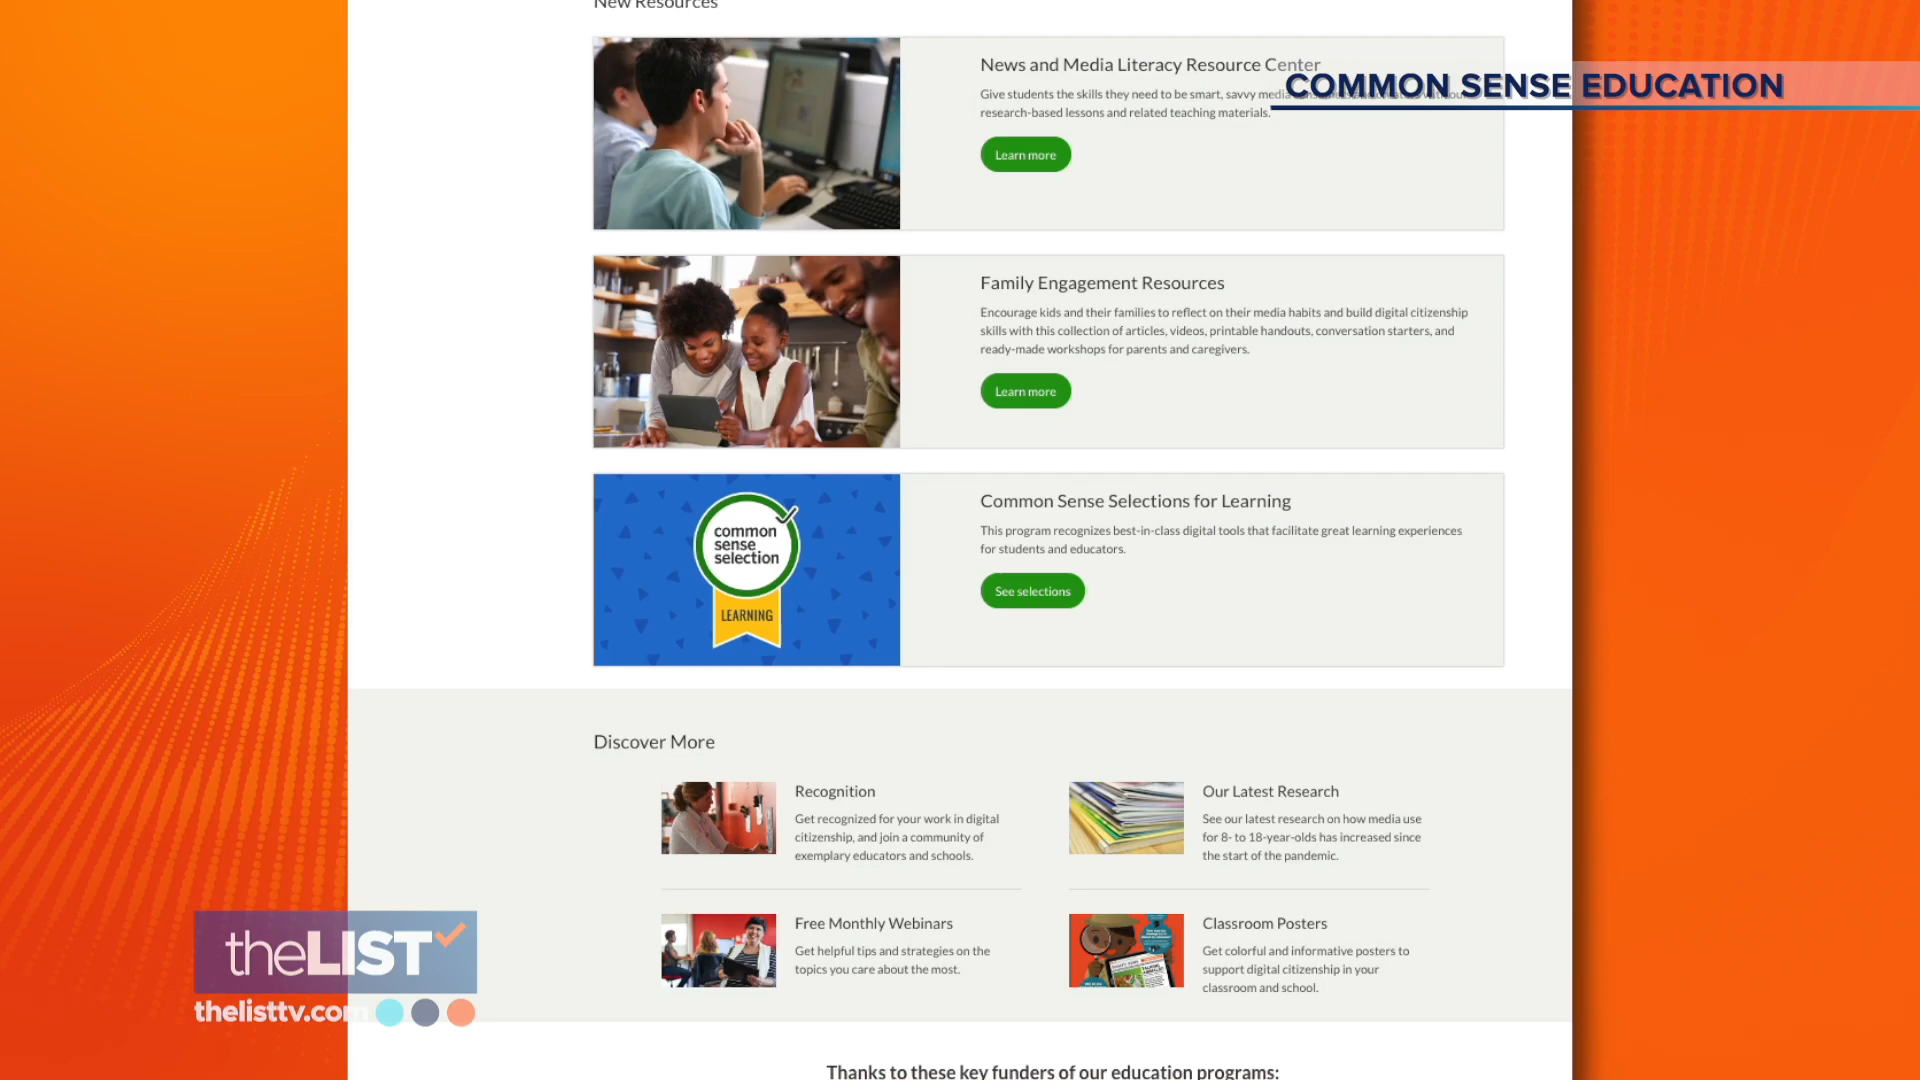 New Resources
News and Media Literacy Resource Center
COMMON SENSE EDUCATION
Give students the skills they need to be smart, savvy media
research-based lessons and related teaching materials.
Learn more
Family Engagement Resources
Encourage kids and their families to reflect on their media habits and build digital citizenship
skills with this collection of articles, videos, printable handouts, conversation starters, and
ready-made workshops for parents and caregivers.
Learn more
common
sense
selection
LEARNING
Common Sense Selections for Learning
This program recognizes best-in-class digital tools that facilitate great learning experiences
for students and educators.
See selections
Discover More
Recognition
Get recognized for your work in digital
citizenship, and join a community of
exemplary educators and schools.
Our Latest Research
See our latest research on how media use
for 8- to 18-year-olds has increased since
the start of the pandemic.
Free Monthly Webinars
Get helpful tips and strategies on the
topics you care about the most.
Classroom Posters
Get colorful and informative posters to
support digital citizenship in your
classroom and school.
theLIST
thelisttv.com
Thanks to these key funders of our education programs: